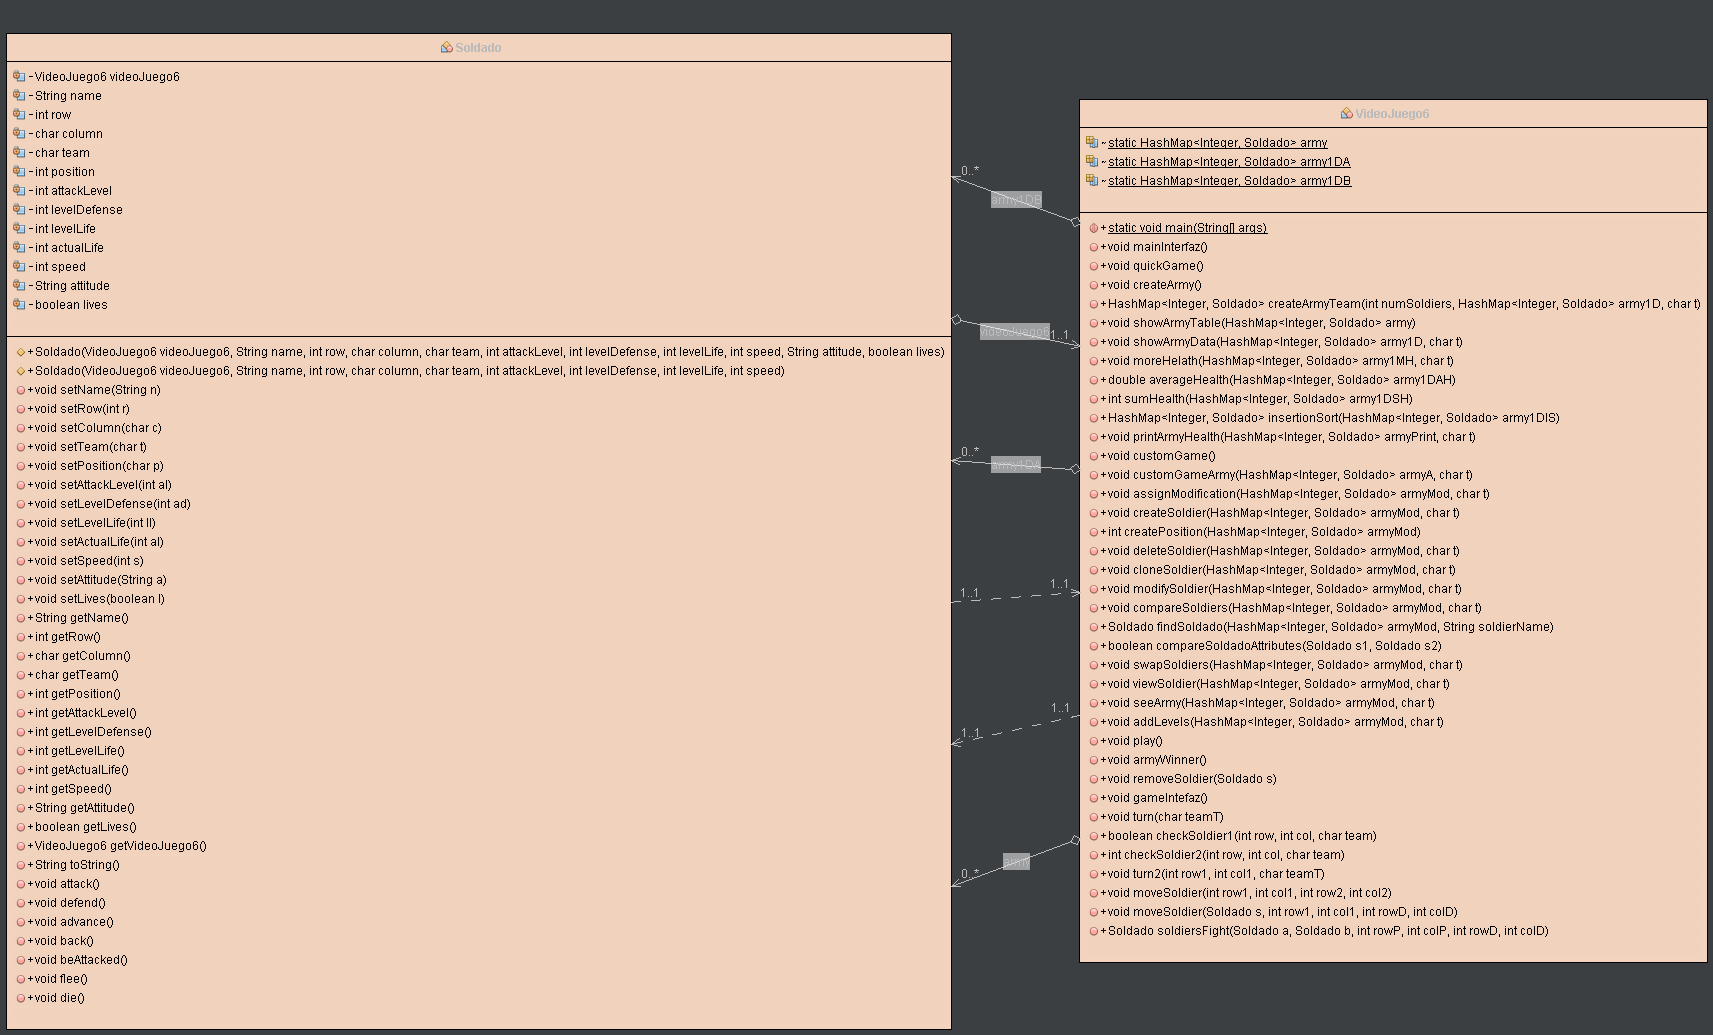 Soldado
-VideoJuego6 videoJuego6
-String name
-int row
-char column
-char team
-int position
-int attackLevel
-int levelDefense
-int levelLife
-int actualLife
-int speed
-String attitude
-boolean lives
+Soldado(VideoJuego6 videoJuego6, String name, int row, char column, char team, int attackLevel, int levelDefense, int levelLife, int speed, String attitude, boolean lives)
+Soldado(VideoJuego6 videoJuego6, String name, int row, char column, char team, int attackLevel, int levelDefense, int levelLife, int speed)
+void setName(String n)
+void setRow(int r)
+void setColumn(char c)
+void setTeam(char t)
+void setPosition(char p)
+void setAttackLevel(int al)
+void setLevelDefense(int ad)
+void setLevelLife(int ll)
+void setActualLife(int al)
+void setSpeed(int s)
+void setAttitude(String a)
+void setLives(boolean l)
+String getName()
+int getRow()
+char getColumn()
+char getTeam()
+int getPosition()
+int getAttackLevel()
+int getLevelDefense()
+int getLevelLife()
+int getActualLife()
+int getSpeed()
+String getAttitude()
+boolean getLives()
+VideoJuego6 getVideoJuego6()
+String toString()
+void attack()
+void defend()
+void advance()
+void back()
+void beAttacked()
+void flee()
+void die()
0..*
army1DB
videoJuego6
1..1
0..*
army1DA
1..1
1..1
1..1
1..1
army
0..*
VideoJuego6
~static HashMap<Integer, Soldado> army
~static HashMap<Integer, Soldado> army1DA
~static HashMap<Integer, Soldado> army1DB
+static void main(String[] args)
+void mainInterfaz()
+void quickGame()
+void createArmy()
+HashMap<Integer, Soldado> createArmyTeam(int numSoldiers, HashMap<Integer, Soldado> army1D, char t)
+void showArmyTable(HashMap<Integer, Soldado> army)
+void showArmyData(HashMap<Integer, Soldado> army1D, char t)
+void moreHelath(HashMap<Integer, Soldado> army1MH, char t)
+double averageHealth(HashMap<Integer, Soldado> army1DAH)
+int sumHealth(HashMap<Integer, Soldado> army1DSH)
+HashMap<Integer, Soldado> insertionSort(HashMap<Integer, Soldado> army1DIS)
+void printArmyHealth(HashMap<Integer, Soldado> armyPrint, char t)
+void customGame()
+void customGameArmy(HashMap<Integer, Soldado> armyA, char t)
+void assignModification(HashMap<Integer, Soldado> armyMod, char t)
+void createSoldier(HashMap<Integer, Soldado> armyMod, char t)
+int createPosition(HashMap<Integer, Soldado> armyMod)
+void deleteSoldier(HashMap<Integer, Soldado> armyMod, char t)
+void cloneSoldier(HashMap<Integer, Soldado> armyMod, char t)
+void modifySoldier(HashMap<Integer, Soldado> armyMod, char t)
+void compareSoldiers(HashMap<Integer, Soldado> armyMod, char t)
+Soldado findSoldado(HashMap<Integer, Soldado> armyMod, String soldierName)
+boolean compareSoldadoAttributes(Soldado s1, Soldado s2)
+void swapSoldiers(HashMap<Integer, Soldado> armyMod, char t)
+void viewSoldier(HashMap<Integer, Soldado> armyMod, char t)
+void seeArmy(HashMap<Integer, Soldado> armyMod, char t)
+void addLevels(HashMap<Integer, Soldado> armyMod, char t)
+void play()
+void armyWinner()
+void removeSoldier(Soldado s)
+void gameIntefaz()
+void turn(char teamT)
+boolean checkSoldier1(int row, int col, char team)
+int checkSoldier2(int row, int col, char team)
+void turn2(int row1, int col1, char teamT)
+void moveSoldier(int row1, int col1, int row2, int col2)
+void moveSoldier(Soldado s, int row1, int col1, int rowD, int colD)
+Soldado soldiersFight(Soldado a, Soldado b, int rowP, int colP, int rowD, int colD)